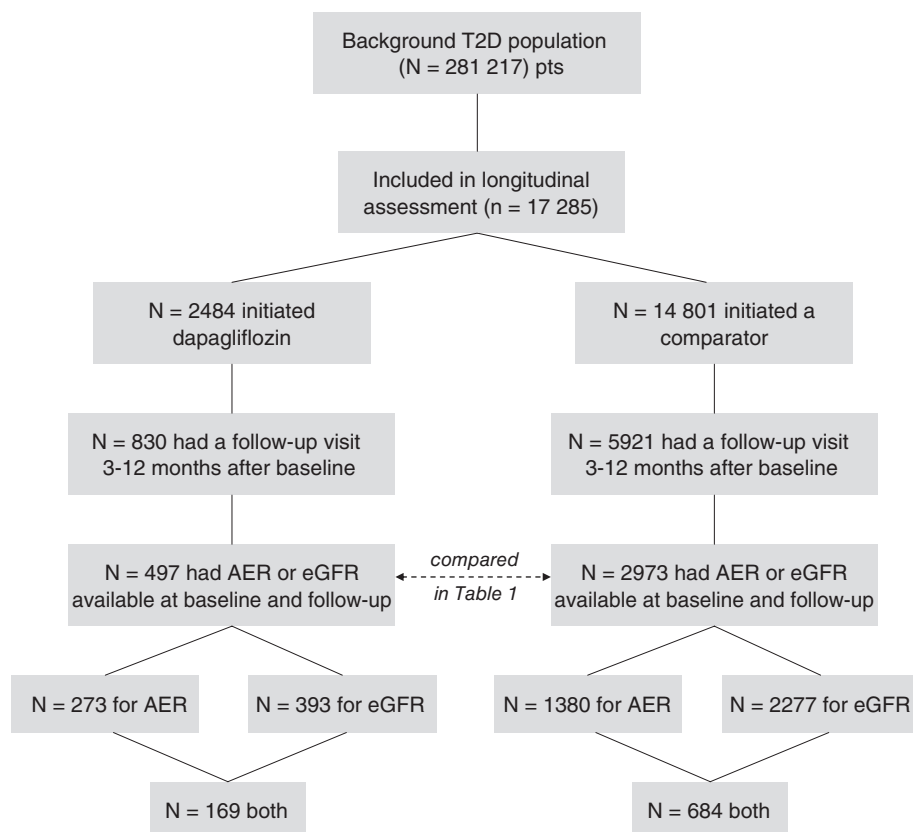 Background T2D population
(N = 281 217) pts
Included in longitudinal
assessment (n = 17 285)
N = 2484 initiated
dapagliflozin
N = 14 801 initiated a
comparator
N = 830 had a follow-up visit
3-12 months after baseline
N = 5921 had a follow-up visit
3-12 months after baseline
N = 497 had AER or eGFR
available at baseline and follow-up
compared
in Table 1
N = 2973 had AER or eGFR
available at baseline and follow-up
N = 273 for AER
N = 393 for eGFR
N = 1380 for AER
N = 2277 for eGFR
N = 169 both
N = 684 both